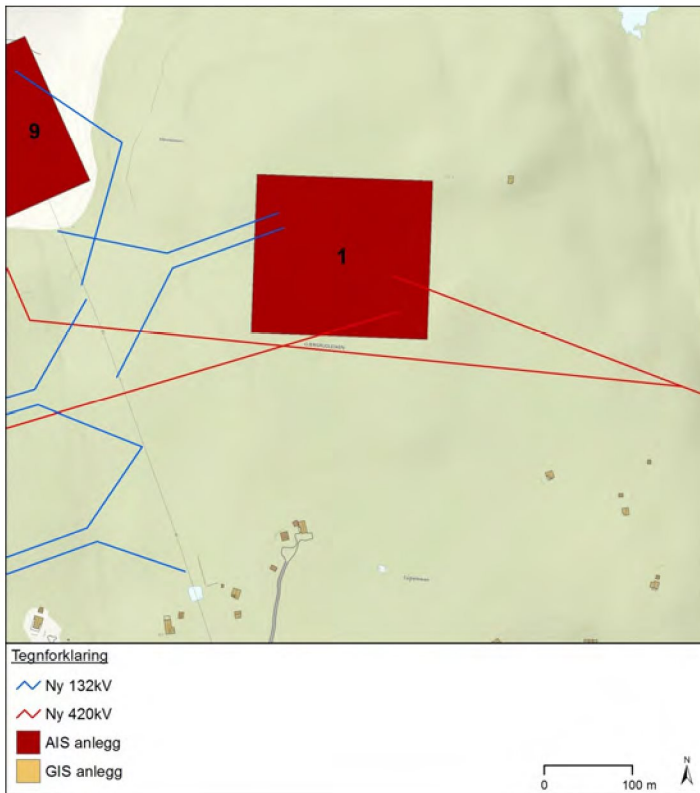 9
1
Tegnforklaring
Ny 132kV
Ny 420kV
AIS anlegg
GIS anlegg
N
0 100 m